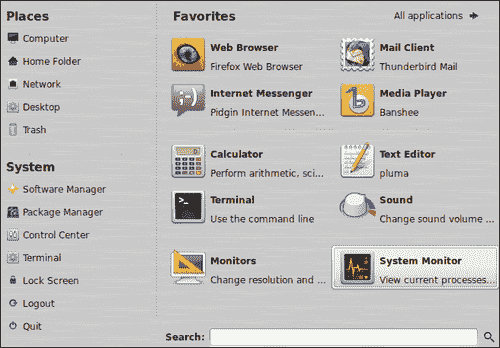 Places
Computer
Home Folder
Network
Desktop
Trash
System
Software Manager
Package Manager
Control Center
Terminal
Lock Screen
Logout
Quit
Favorites
All applications
Web Browser
Firefox Web Browser
Mail Client
Thunderbird Mail
Internet Messenger
Pidgin Internet Messen...
Media Player
Banshee
Calculator
Perform arithmetic, sci...
Text Editor
pluma
Terminal
Use the command line
Sound
Change sound volume ...
Monitors
Change resolution and ...
System Monitor
View current processes...
Search: